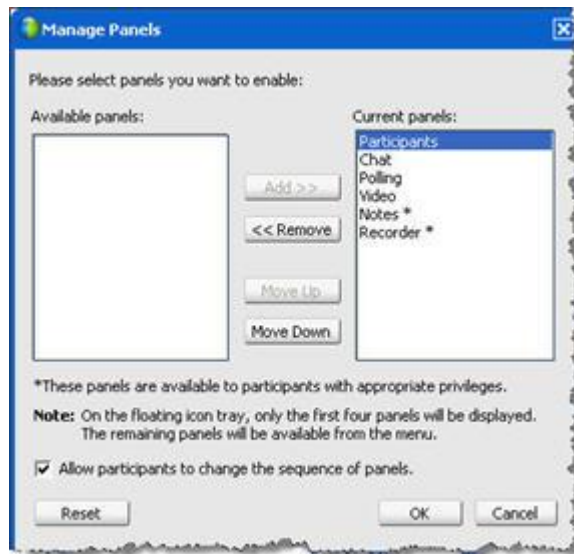 Manage Panels
Please select panels you want to enable:
Available panels:
Current panels:
Participants
Chat
Polling
Video
Notes *
Recorder *
Add >>
<< Remove
Move Up
Move Down
*These panels are available to participants with appropriate privileges.
Note: On the floating icon tray, only the first four panels will be displayed.
The remaining panels will be available from the menu.
Allow participants to change the sequence of panels.
Reset
OK
Cancel